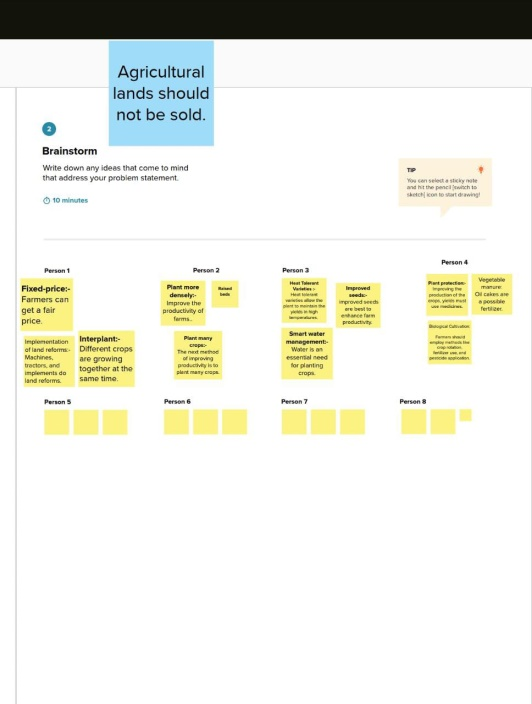 Agricultural
lands should
not be sold.
2
Brainstorm
Write down any ideas that come to mind
that address your problem statement.
10 minutes
TIP
You can select a sticky note
and hit the pencil [switch to
sketch] icon to start drawing!
Person 1
Fixed-price:-
Farmers can
get a fair
price.
Implementation
of land reforms:-
Machines,
tractors, and
implements do
land reforms.
Interplant:-
Different crops
are growing
together at the
same time.
Person 2
Plant more
densely:-
Improve the
productivity of
farms..
Raised
beds
Plant many
crops:-
The next method
of improving
productivity is to
plant many crops.
Person 3
Heat Tolerant
Varieties :-
Heat tolerant
varieties allow the
plant to maintain the
yields in high
temperatures.
Improved
seeds:-
improved seeds
are best to
enhance farm
productivity.
Smart water
management:-
Water is an
essential need
for planting
crops.
Person 4
Plant protection:-
Improving the
production of the
crops, yields must
use medicines.
Vegetable
manure:
Oil cakes are
a possible
fertilizer.
Biological Cultivation:
Farmers should
employ methods like
crop rotation,
fertilizer use, and
pesticide application.
Person 5
Person 6
Person 7
Person 8